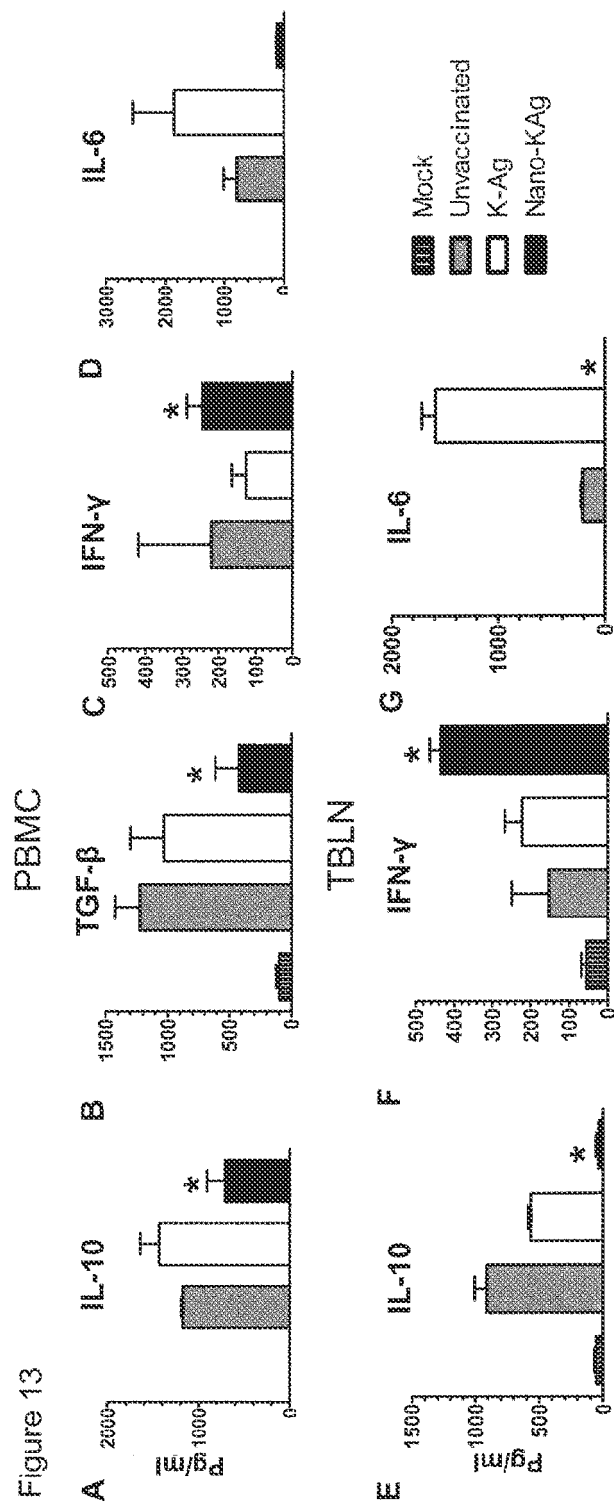 Figure 13
PBMC
A
IL-10
Pg/ml
2000
1000
0
*
B
TGF-β
1500
1000
500
0
*
C
IFN-γ
500
400
300
200
100
0
*
D
IL-6
3000
2000
1000
0
TBLN
E
IL-10
Pg/ml
1500
1000
500
0
*
F
IFN-γ
500
400
300
200
100
0
*
G
IL-6
2000
1000
0
*
Mock
Unvaccinated
K-Ag
Nano-KAg